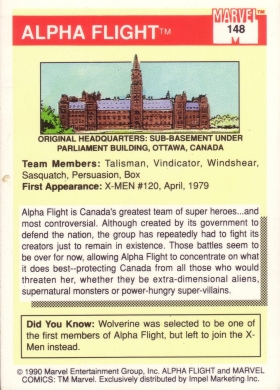 MARVEL™
148
M
ALPHA FLIGHT™
ORIGINAL HEADQUARTERS: SUB-BASEMENT UNDER
PARLIAMENT BUILDING, OTTAWA, CANADA
Team Members: Talisman, Vindicator, Windshear,
Sasquatch, Persuasion, Box
First Appearance: X-MEN #120, April, 1979
Alpha Flight is Canada's greatest team of super heroes...and
most controversial. Although created by its government to
defend the nation, the group has repeatedly had to fight its
creators just to remain in existence. Those battles seem to
be over for now, allowing Alpha Flight to concentrate on what
it does best--protecting Canada from all those who would
threaten her, whether they be extra-dimensional aliens,
supernatural monsters or power-hungry super-villains.
Did You Know: Wolverine was selected to be one of
the first members of Alpha Flight, but left to join the X-
Men instead.
© 1990 Marvel Entertainment Group, Inc. ALPHA FLIGHT and MARVEL
COMICS: TM Marvel. Exclusively distributed by Impel Marketing Inc.